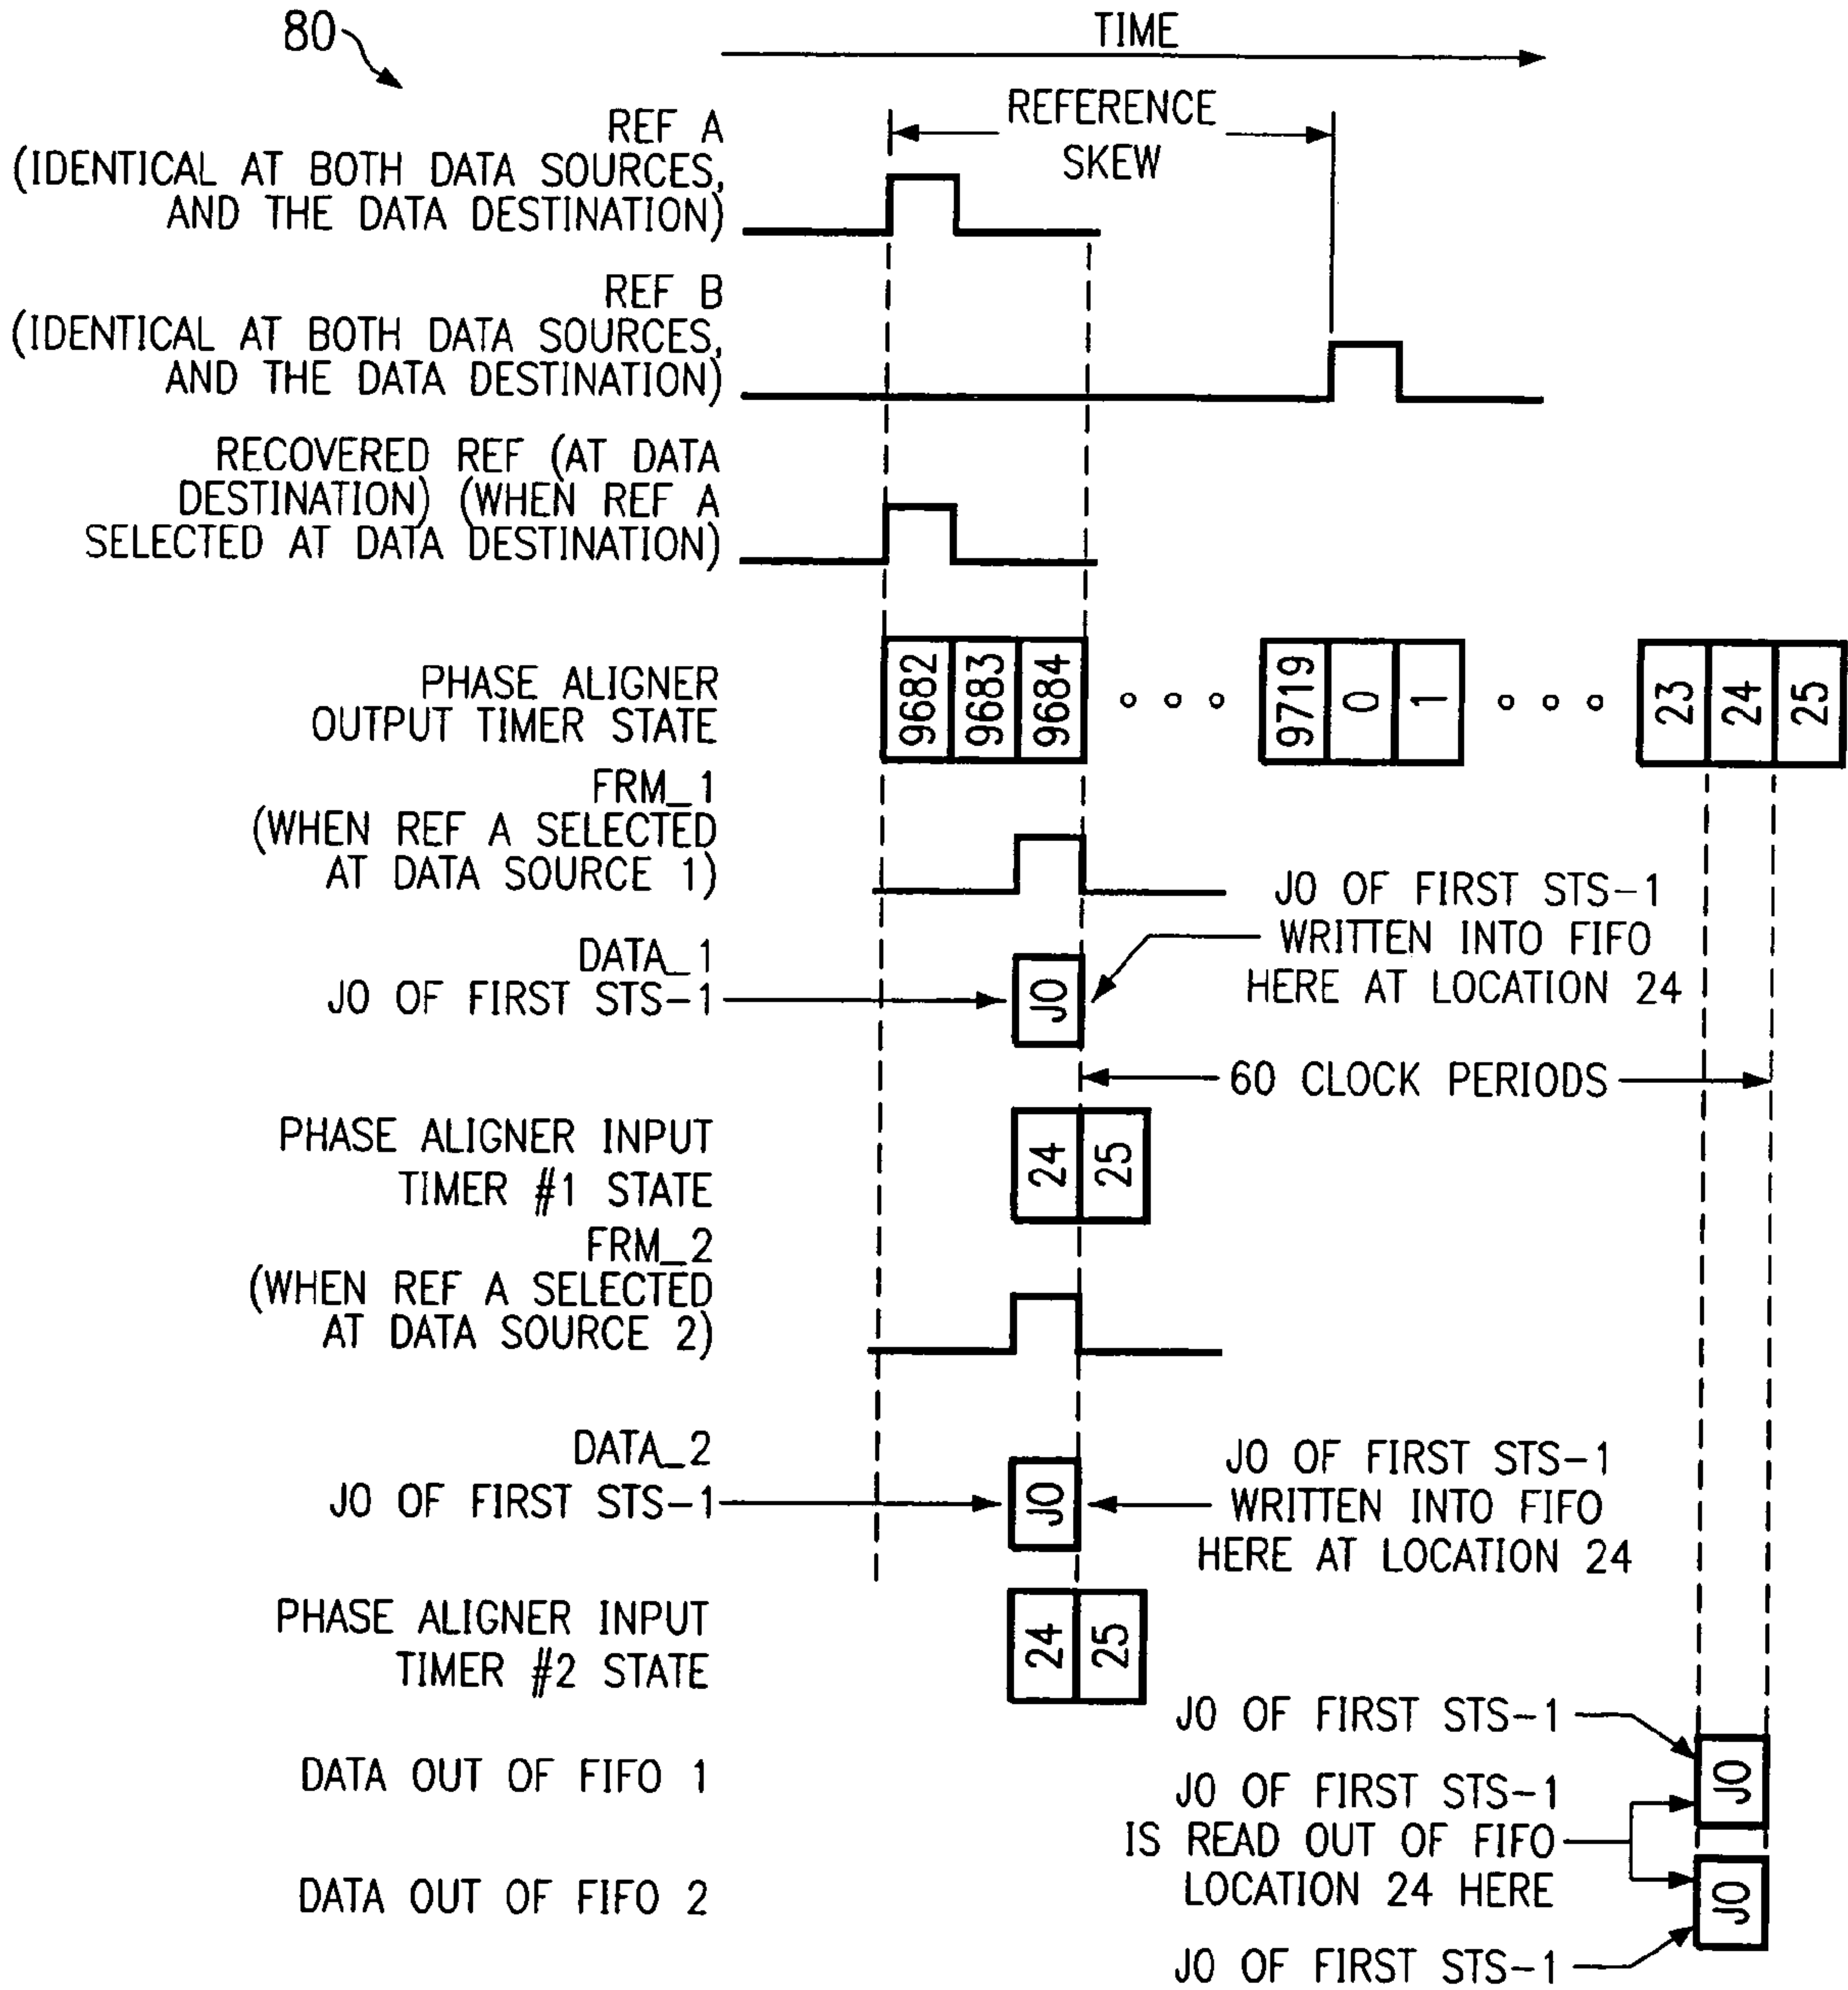 80
TIME
REF A
(IDENTICAL AT BOTH DATA SOURCES,
AND THE DATA DESTINATION)
REFERENCE
SKEW
REF B
(IDENTICAL AT BOTH DATA SOURCES,
AND THE DATA DESTINATION)
RECOVERED REF (AT DATA
DESTINATION) (WHEN REF A
SELECTED AT DATA DESTINATION)
PHASE ALIGNER
OUTPUT TIMER STATE
9682 9683 9684 9719 0 1 23 24 25
FRM_1
(WHEN REF A SELECTED
AT DATA SOURCE 1)
DATA_1
J0 OF FIRST STS-1
J0
J0 OF FIRST STS-1
WRITTEN INTO FIFO
HERE AT LOCATION 24
60 CLOCK PERIODS
PHASE ALIGNER INPUT
TIMER #1 STATE
24 25
FRM_2
(WHEN REF A SELECTED
AT DATA SOURCE 2)
DATA_2
J0 OF FIRST STS-1
J0
J0 OF FIRST STS-1
WRITTEN INTO FIFO
HERE AT LOCATION 24
PHASE ALIGNER INPUT
TIMER #2 STATE
24 25
J0 OF FIRST STS-1
DATA OUT OF FIFO 1
J0
J0 OF FIRST STS-1
IS READ OUT OF FIFO
LOCATION 24 HERE
DATA OUT OF FIFO 2
J0
J0 OF FIRST STS-1